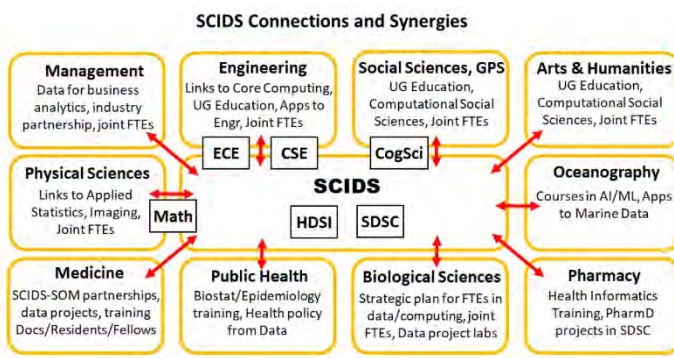 SCIDS Connections and Synergies
Management
Data for business
analytics, industry
partnership, joint FTEs
Engineering
Links to Core Computing,
UG Education, Apps to
Engr, Joint FTEs
Social Sciences, GPS
UG Education,
Computational Social
Sciences, Joint FTEs
Arts & Humanities
UG Education,
Computational Social
Sciences, Joint FTEs
ECE
CSE
CogSci
Physical Sciences
Links to Applied
Statistics, Imaging,
Joint FTEs
Math
SCIDS
HDSI
SDSC
Oceanography
Courses in AI/ML, Apps
to Marine Data
Medicine
SCIDS-SOM partnerships,
data projects, training
Docs/Residents/Fellows
Public Health
Biostat/Epidemiology
training, Health policy
from Data
Biological Sciences
Strategic plan for FTEs in
data/computing, joint
FTEs, Data project labs
Pharmacy
Health Informatics
Training, PharmD
projects in SDSC